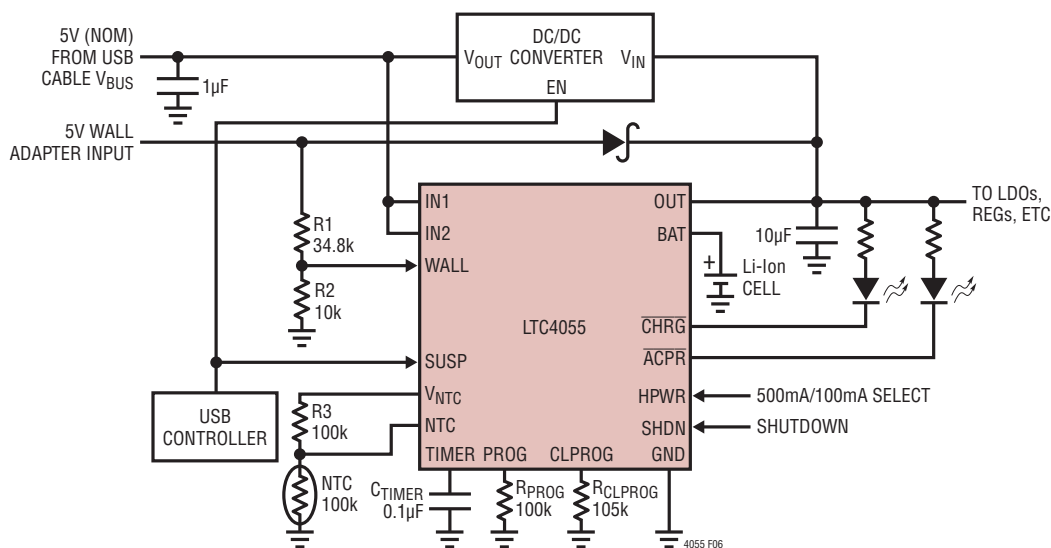 5V (NOM)
FROM USB
CABLE VBUS
1µF
DC/DC
CONVERTER
VOUT
VIN
EN
5V WALL
ADAPTER INPUT
R1
34.8k
R2
10k
IN1
IN2
WALL
SUSP
VNTC
NTC
TIMER
PROG
CLPROG
GND
LTC4055
OUT
BAT
CHRG
ACPR
HPWR
SHDN
10µF
TO LDOs,
REGs, ETC
+
Li-Ion
CELL
500mA/100mA SELECT
SHUTDOWN
USB
CONTROLLER
R3
100k
NTC
100k
CTIMER
0.1µF
RPROG
100k
RCLPROG
105k
4055 F06